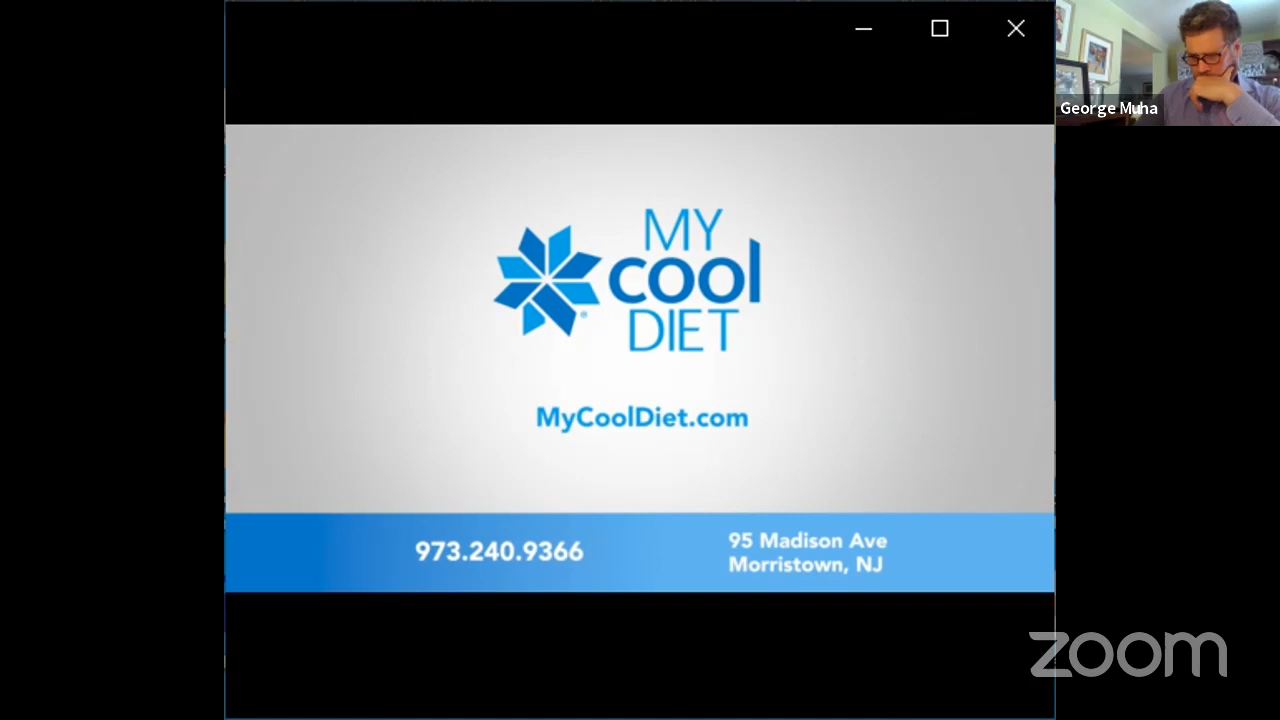 George Muha
MY
cool
DIET
®
MyCoolDiet.com
973.240.9366
95 Madison Ave
Morristown, NJ
zoom